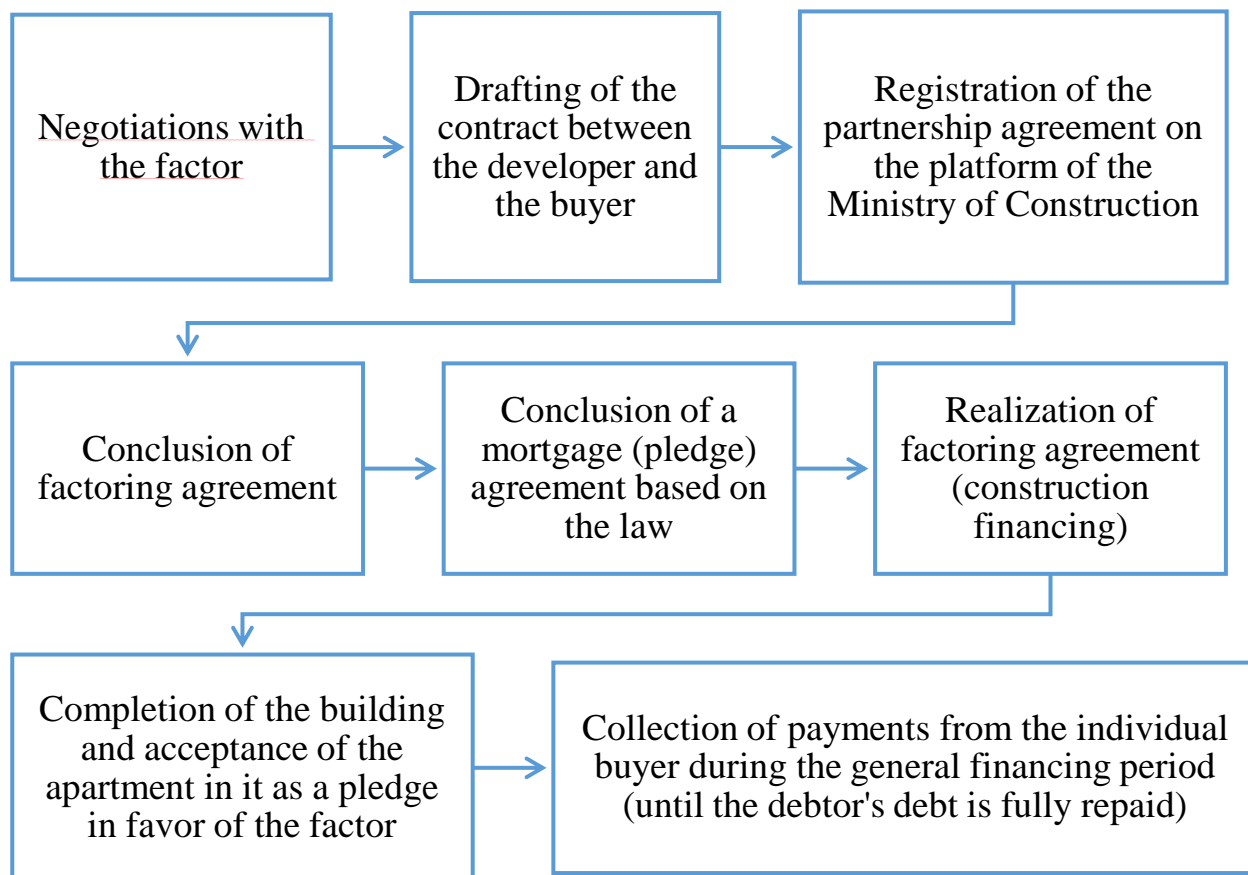 Negotiations with
the factor
Drafting of the
contract between
the developer and
the buyer
Registration of the
partnership agreement on
the platform of the
Ministry of Construction
Conclusion of
factoring agreement
Conclusion of a
mortgage (pledge)
agreement based on
the law
Realization of
factoring agreement
(construction
financing)
Completion of the building
and acceptance of the
apartment in it as a pledge
in favor of the factor
Collection of payments from the individual
buyer during the general financing period
(until the debtor's debt is fully repaid)